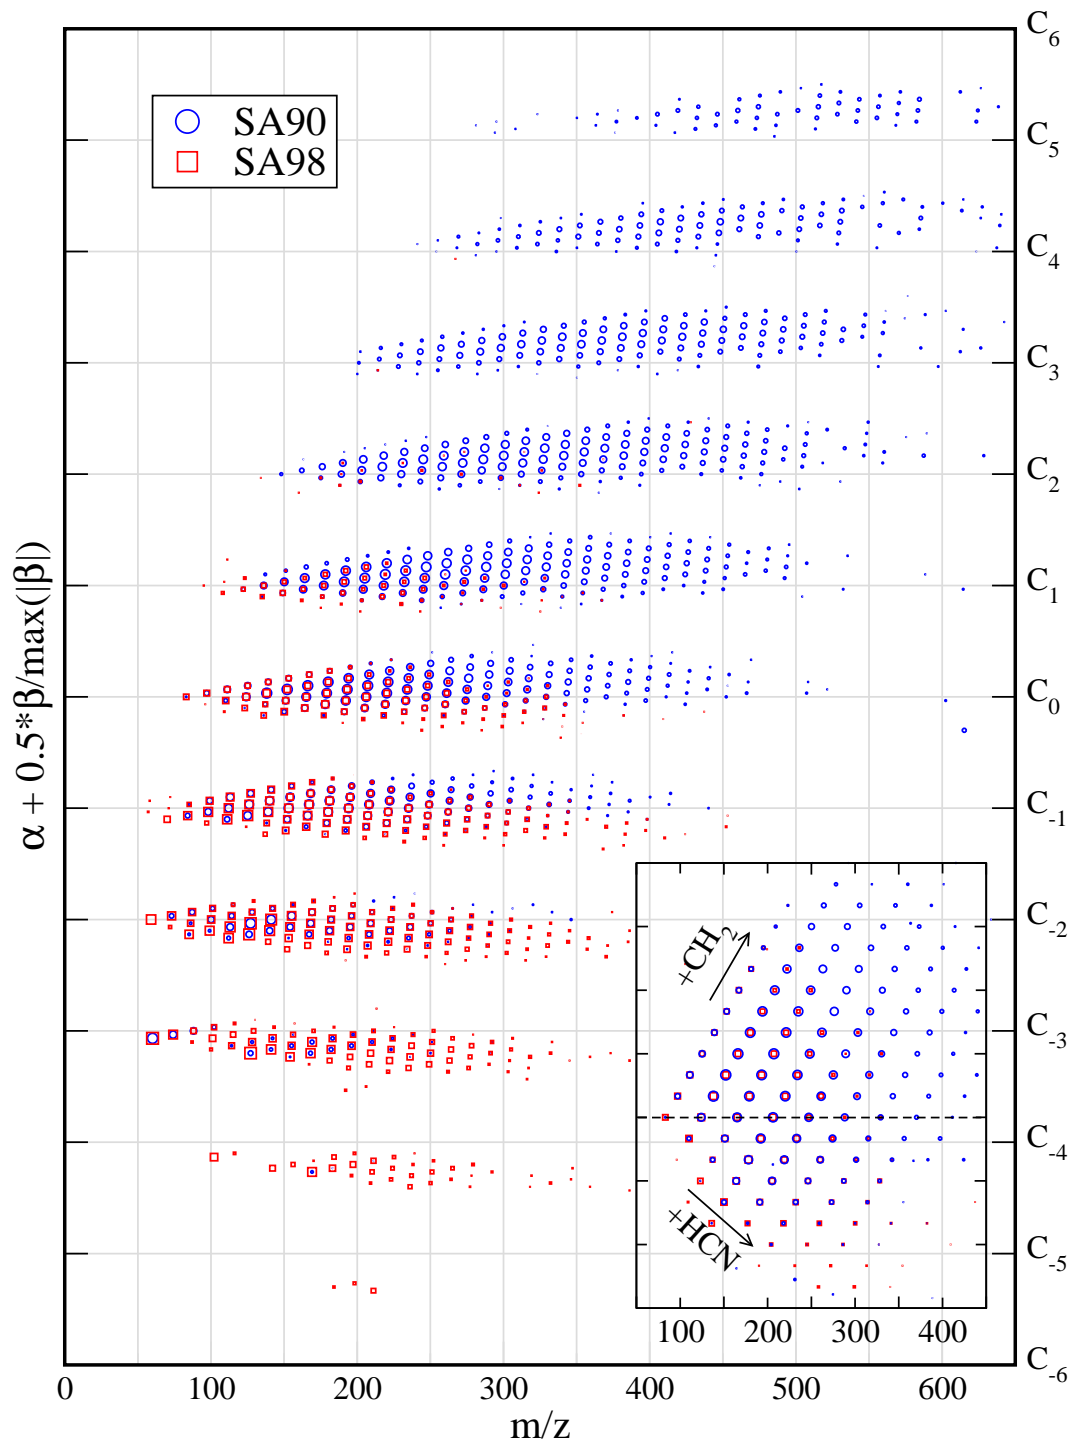 C6
SA90
SA98
C5
C4
C3
C2
C1
α + 0.5*β/max(|β|)
C0
C-1
C-2
+CH2
C-3
C-4
+HCN
C-5
100 200 300 400
C-6
0 100 200 300 400 500 600
m/z